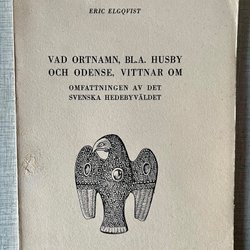 ERIC ELGQVIST
VAD ORTNAMN, BL.A. HUSBY
OCH ODENSE, VITTNAR OM
OMFATTNINGEN AV DET
SVENSKA HEDEBYVÄLDET